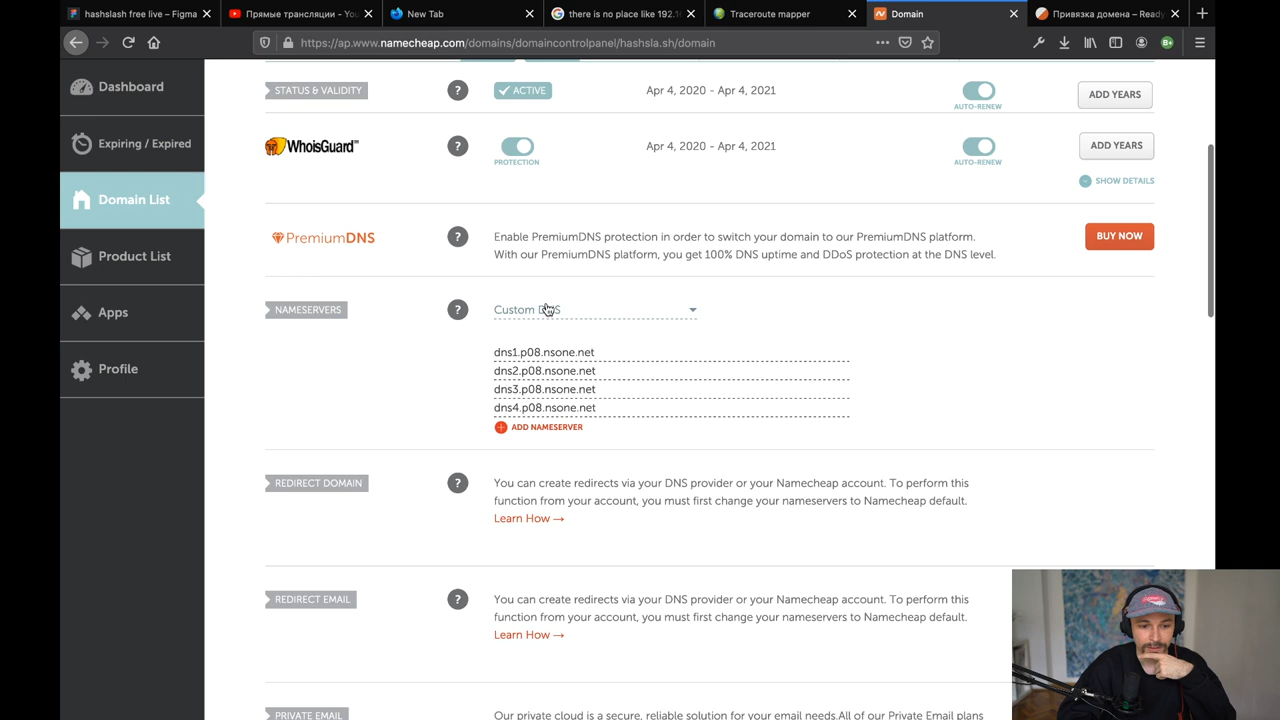 hashslash free live – Figma
Прямые трансляции - You
New Tab
there is no place like 192.16
Traceroute mapper
Domain
Привязка домена – Ready
https://ap.www.namecheap.com/domains/domaincontrolpanel/hashsla.sh/domain
Dashboard
Expiring / Expired
Domain List
Product List
Apps
Profile
STATUS & VALIDITY
?
ACTIVE
Apr 4, 2020 - Apr 4, 2021
AUTO-RENEW
ADD YEARS
WhoisGuard
?
PROTECTION
Apr 4, 2020 - Apr 4, 2021
AUTO-RENEW
ADD YEARS
SHOW DETAILS
PremiumDNS
?
Enable PremiumDNS protection in order to switch your domain to our PremiumDNS platform.
With our PremiumDNS platform, you get 100% DNS uptime and DDoS protection at the DNS level.
BUY NOW
NAMESERVERS
?
Custom DNS
dns1.p08.nsone.net
dns2.p08.nsone.net
dns3.p08.nsone.net
dns4.p08.nsone.net
ADD NAMESERVER
REDIRECT DOMAIN
?
You can create redirects via your DNS provider or your Namecheap account. To perform this
function from your account, you must first change your nameservers to Namecheap default.
Learn How →
REDIRECT EMAIL
?
You can create redirects via your DNS provider or your Namecheap account. To perform this
function from your account, you must first change your nameservers to Namecheap default.
Learn How →
PRIVATE EMAIL
Our private cloud is a secure, reliable solution for your email needs.All of our Private Email plans